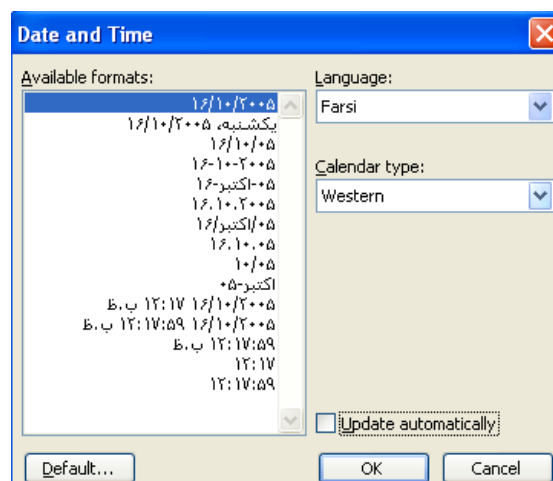 Date and Time
Available formats:
۱۶/۱۰/۲۰۰۵
یکشنبه، ۱۶/۱۰/۲۰۰۵
۱۶/۱۰/۰۵
۱۶-۱۰-۲۰۰۵
۰۵-اکتبر-۱۶
۱۶.۱۰.۲۰۰۵
۰۵/اکتبر/۱۶
۱۶.۱۰.۰۵
۱۰/۰۵
اکتبر-۰۵
۱۶/۱۰/۲۰۰۵ ۱۲:۱۷ ب.ظ
۱۶/۱۰/۲۰۰۵ ۱۲:۱۷:۵۹ ب.ظ
۱۲:۱۷:۵۹ ب.ظ
۱۲:۱۷
۱۲:۱۷:۵۹
Language:
Farsi
Calendar type:
Western
Update automatically
Default...
OK
Cancel